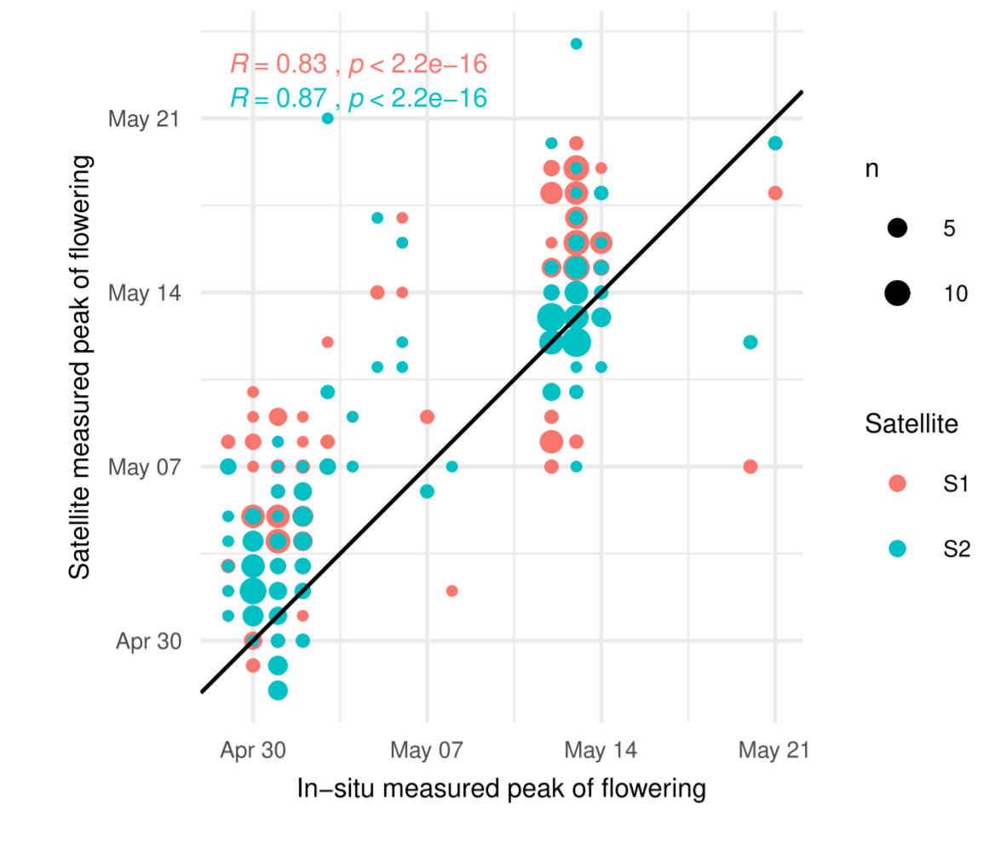 R = 0.83 , p < 2.2e−16
R = 0.87 , p < 2.2e−16
May 21
May 14
May 07
Apr 30
Satellite measured peak of flowering
Apr 30
May 07
May 14
May 21
In−situ measured peak of flowering
n
5
10
Satellite
S1
S2